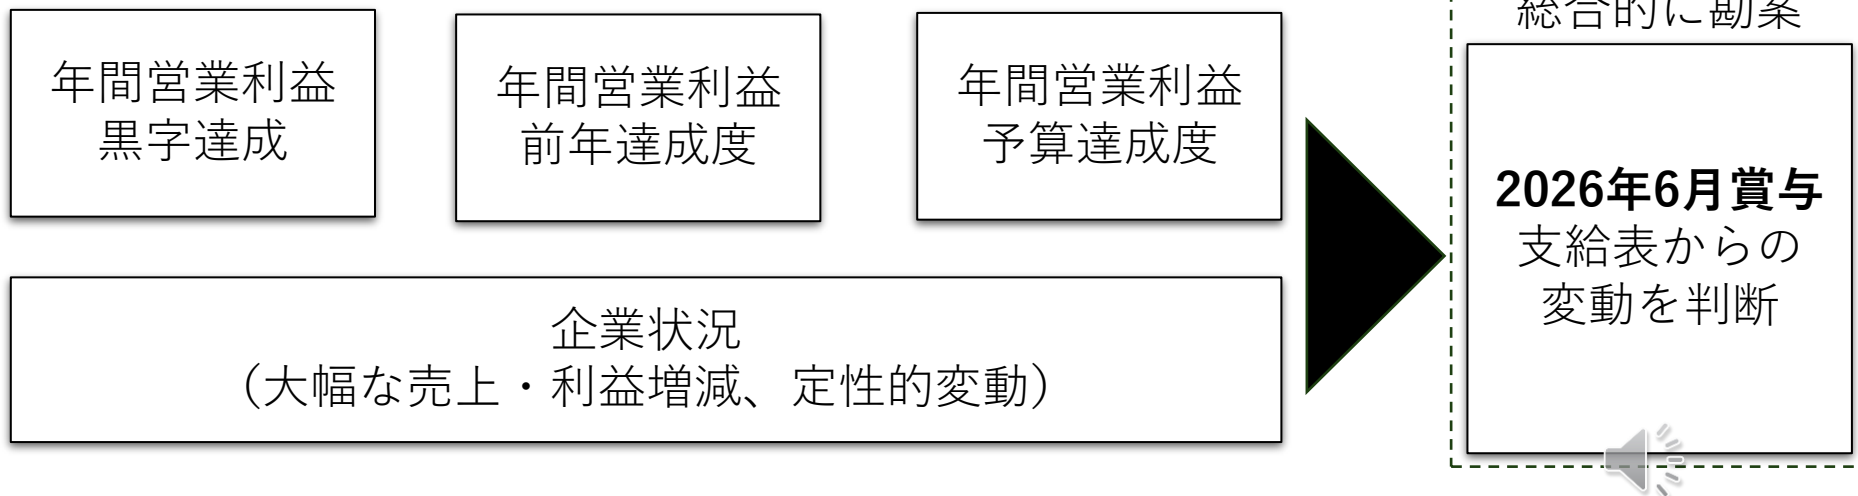 年間営業利益
黒字達成
年間営業利益
前年達成度
年間営業利益
予算達成度
企業状況
（大幅な売上・利益増減、定性的変動）
総合的に勘案
2026年6月賞与
支給表からの
変動を判断